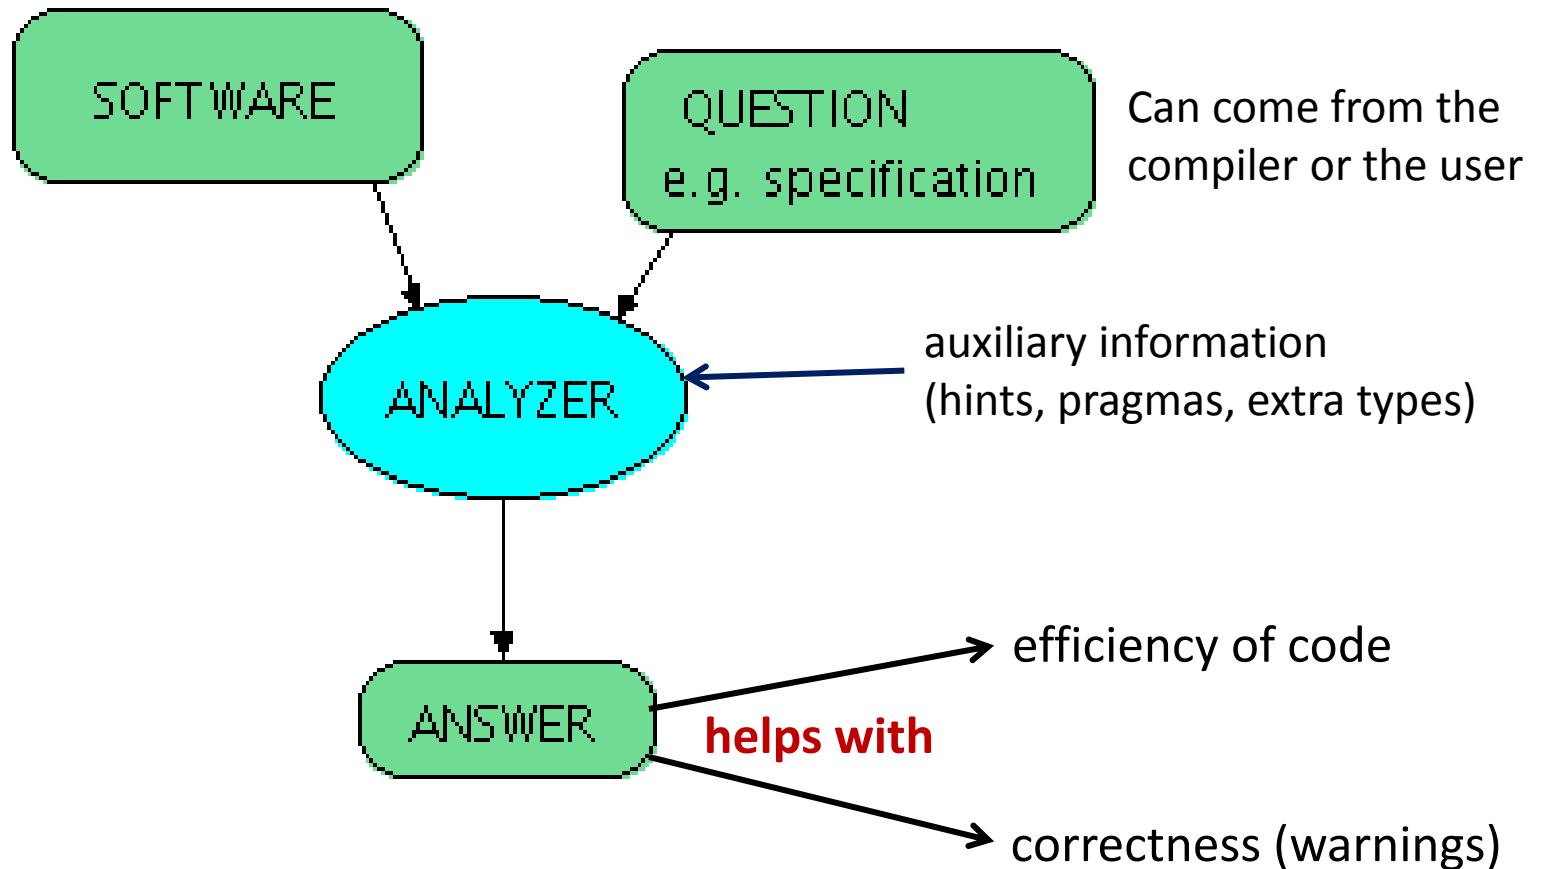 SOFTWARE
QUESTION
e.g. specification
Can come from the
compiler or the user
ANALYZER
auxiliary information
(hints, pragmas, extra types)
efficiency of code
ANSWER
helps with
correctness (warnings)